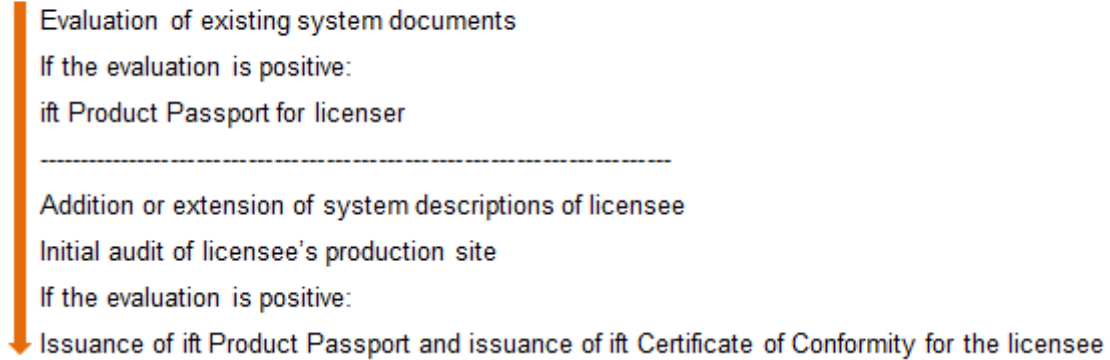 Evaluation of existing system documents
If the evaluation is positive:
ift Product Passport for licenser
------------------------------------------------------------------------
Addition or extension of system descriptions of licensee
Initial audit of licensee's production site
If the evaluation is positive:
Issuance of ift Product Passport and issuance of ift Certificate of Conformity for the licensee